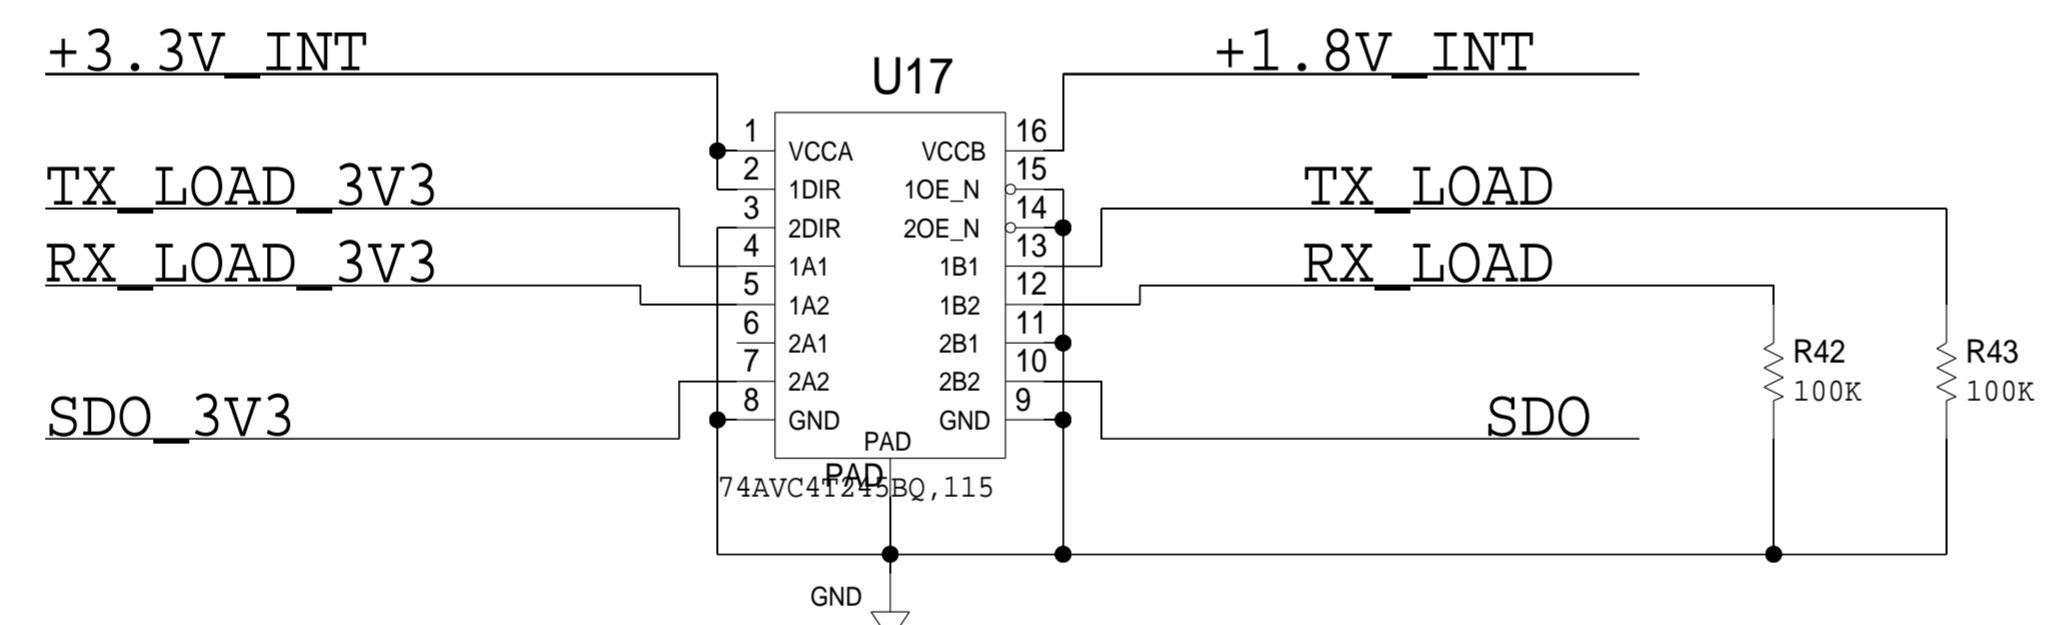 +3.3V_INT
+1.8V_INT
U17
1
16
VCCA
VCCB
2
15
TX_LOAD_3V3
1DIR
1OE_N
TX_LOAD
3
14
2DIR
2OE_N
4
13
RX_LOAD_3V3
1A1
1B1
RX_LOAD
5
12
1A2
1B2
6
11
2A1
2B1
R42
R43
7
10
2A2
2B2
100K
100K
8
9
SDO_3V3
GND
GND
SDO
PAD
PAD
74AVC4T245BQ,115
GND